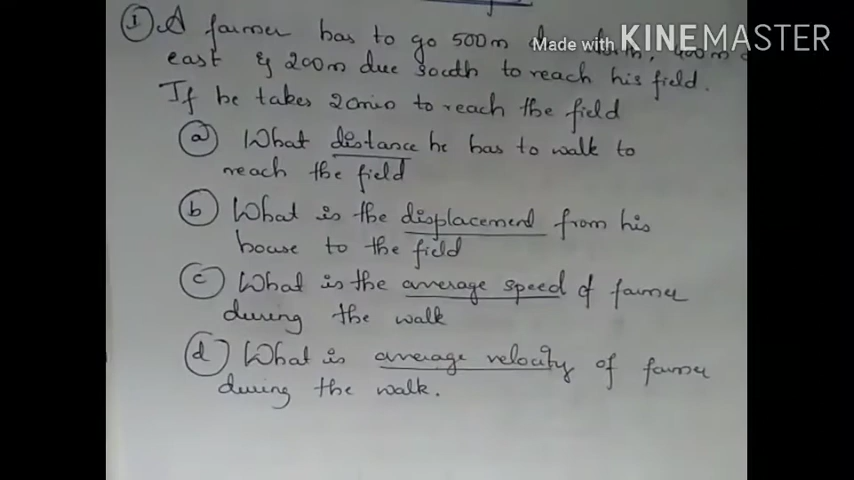 ① A farmer has to go 500m
Made with KINEMASTER
east & 200m due south to reach his field.
If he takes 20min to reach the field
ⓐ What distance he has to walk to
reach the field
ⓑ What is the displacement from his
house to the field
ⓒ What is the average speed of farmer
during the walk
ⓓ What is average velocity of farmer
during the walk.